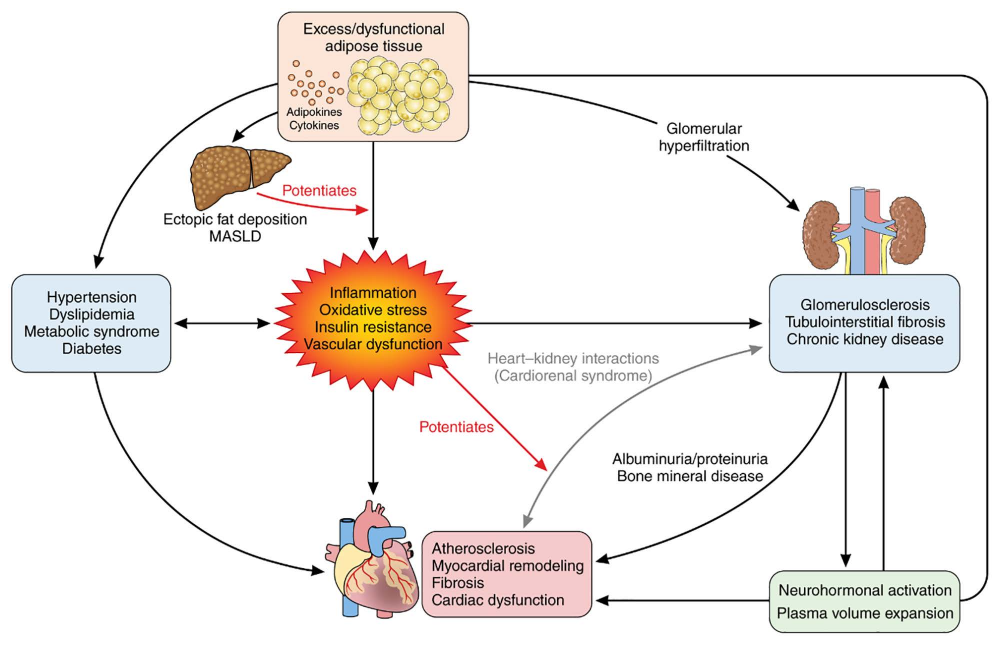 Excess/dysfunctional
adipose tissue
Adipokines
Cytokines
Glomerular
hyperfiltration
Potentiates
Ectopic fat deposition
MASLD
Hypertension
Dyslipidemia
Metabolic syndrome
Diabetes
Inflammation
Oxidative stress
Insulin resistance
Vascular dysfunction
Glomerulosclerosis
Tubulointerstitial fibrosis
Chronic kidney disease
Heart–kidney interactions
(Cardiorenal syndrome)
Potentiates
Albuminuria/proteinuria
Bone mineral disease
Atherosclerosis
Myocardial remodeling
Fibrosis
Cardiac dysfunction
Neurohormonal activation
Plasma volume expansion